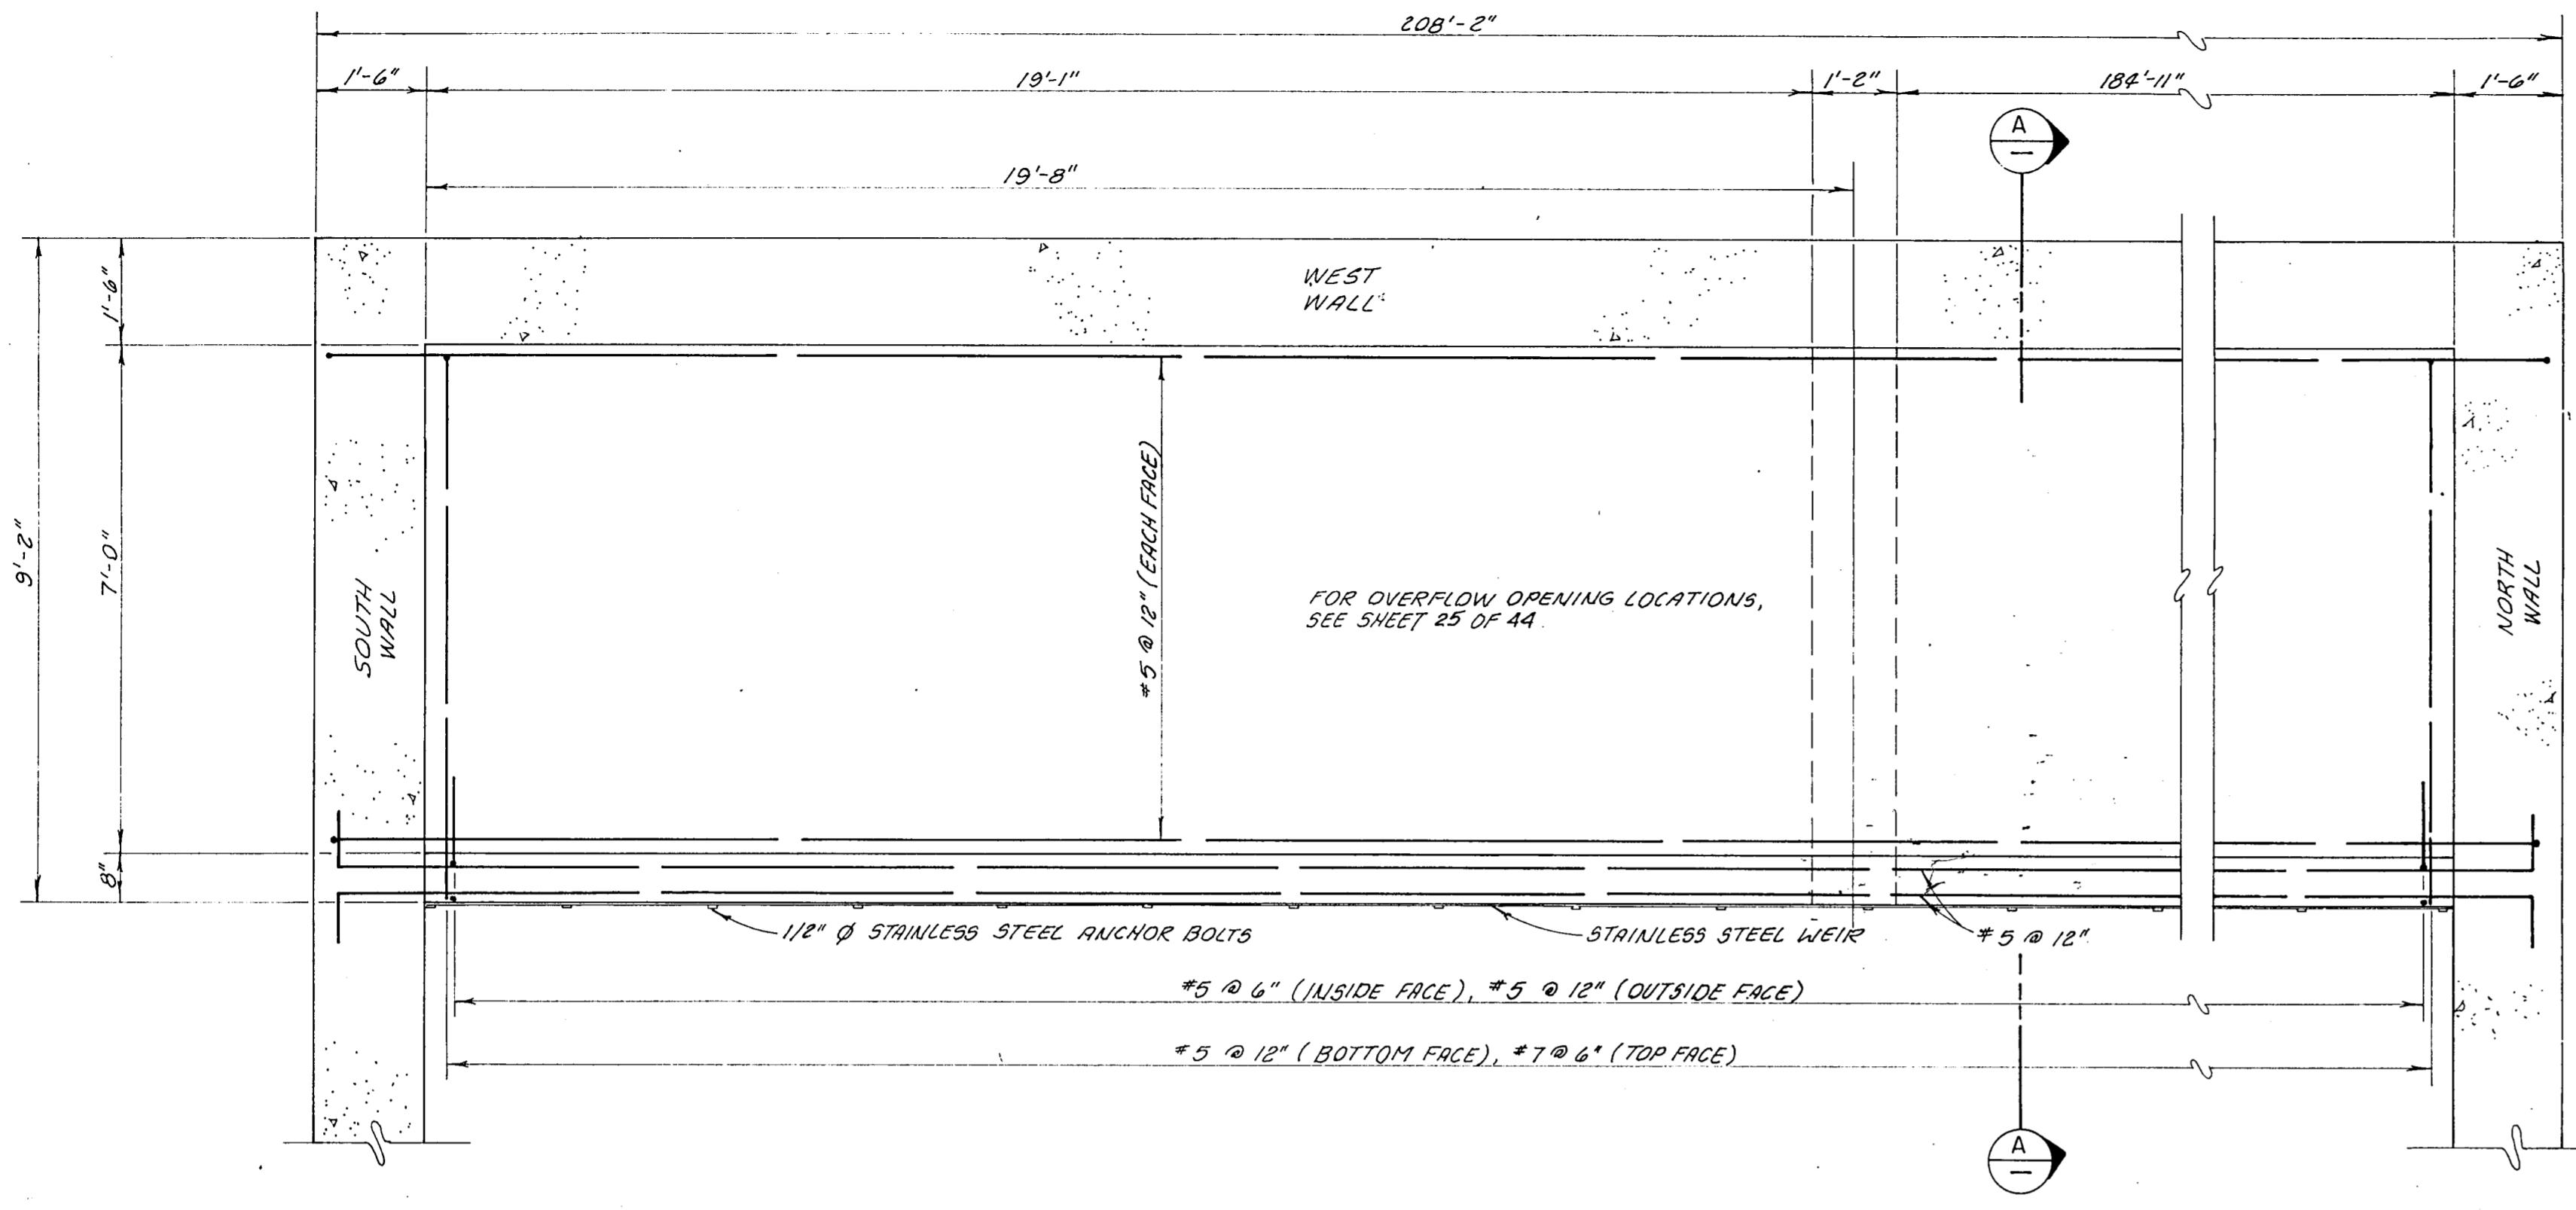 208'-2"
1'-6"
19'-1"
1'-2"
184'-11"
1'-6"
A
—
19'-8"
1'-6"
WEST
WALL
9'-2"
7'-0"
8"
SOUTH
WALL
#5 @ 12" (EACH FACE)
FOR OVERFLOW OPENING LOCATIONS,
SEE SHEET 25 OF 44
NORTH
WALL
1/2" Ø STAINLESS STEEL ANCHOR BOLTS
STAINLESS STEEL WEIR
#5 @ 12"
#5 @ 6" (INSIDE FACE), #5 @ 12" (OUTSIDE FACE)
#5 @ 12" (BOTTOM FACE), #7 @ 6" (TOP FACE)
A
—